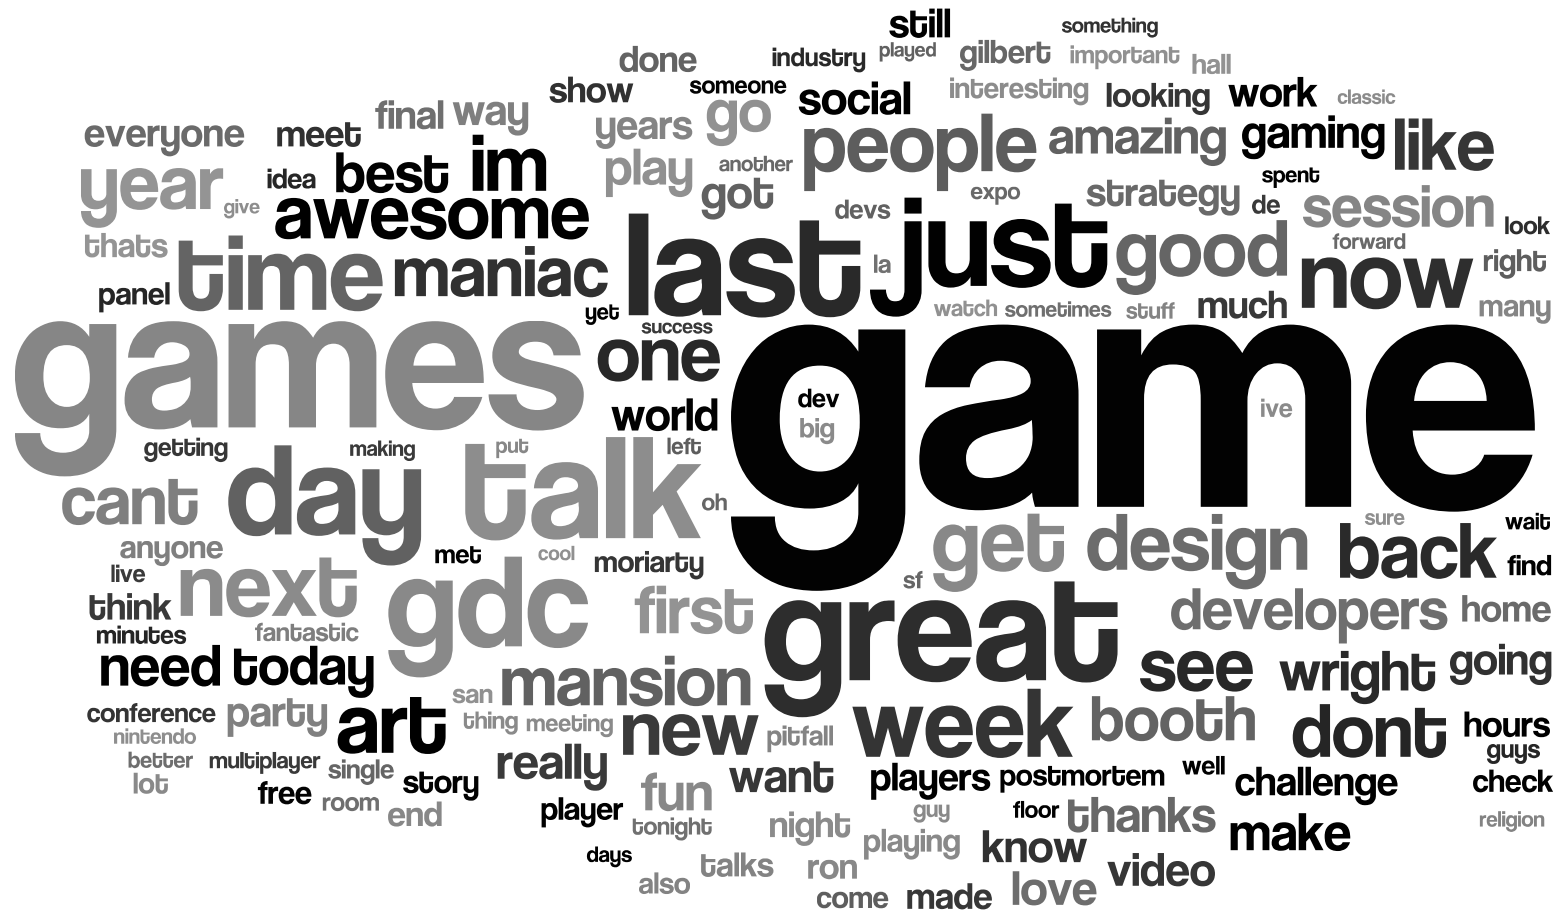 still something
done industry played gilbert important hall
show someone social interesting looking work classic
everyone meet final way years go people amazing gaming like
year idea best im play another got expo strategy de spent session look
give awesome devs forward
thats time maniac last la just good now right
panel yet watch sometimes stuff much many
games success one game
world dev big ive
getting making put left
cant day talk oh get design back sure wait
anyone met cool moriarty sf find
live next gdc first great developers home
think
minutes fantastic
need today mansion see wright going
conference party art san thing meeting new pitfall week booth dont hours
nintendo guys
better multiplayer single really want players postmortem well challenge check
lot free room story end player fun guy floor thanks religion
tonight night playing know make
days talks ron video
also come made love